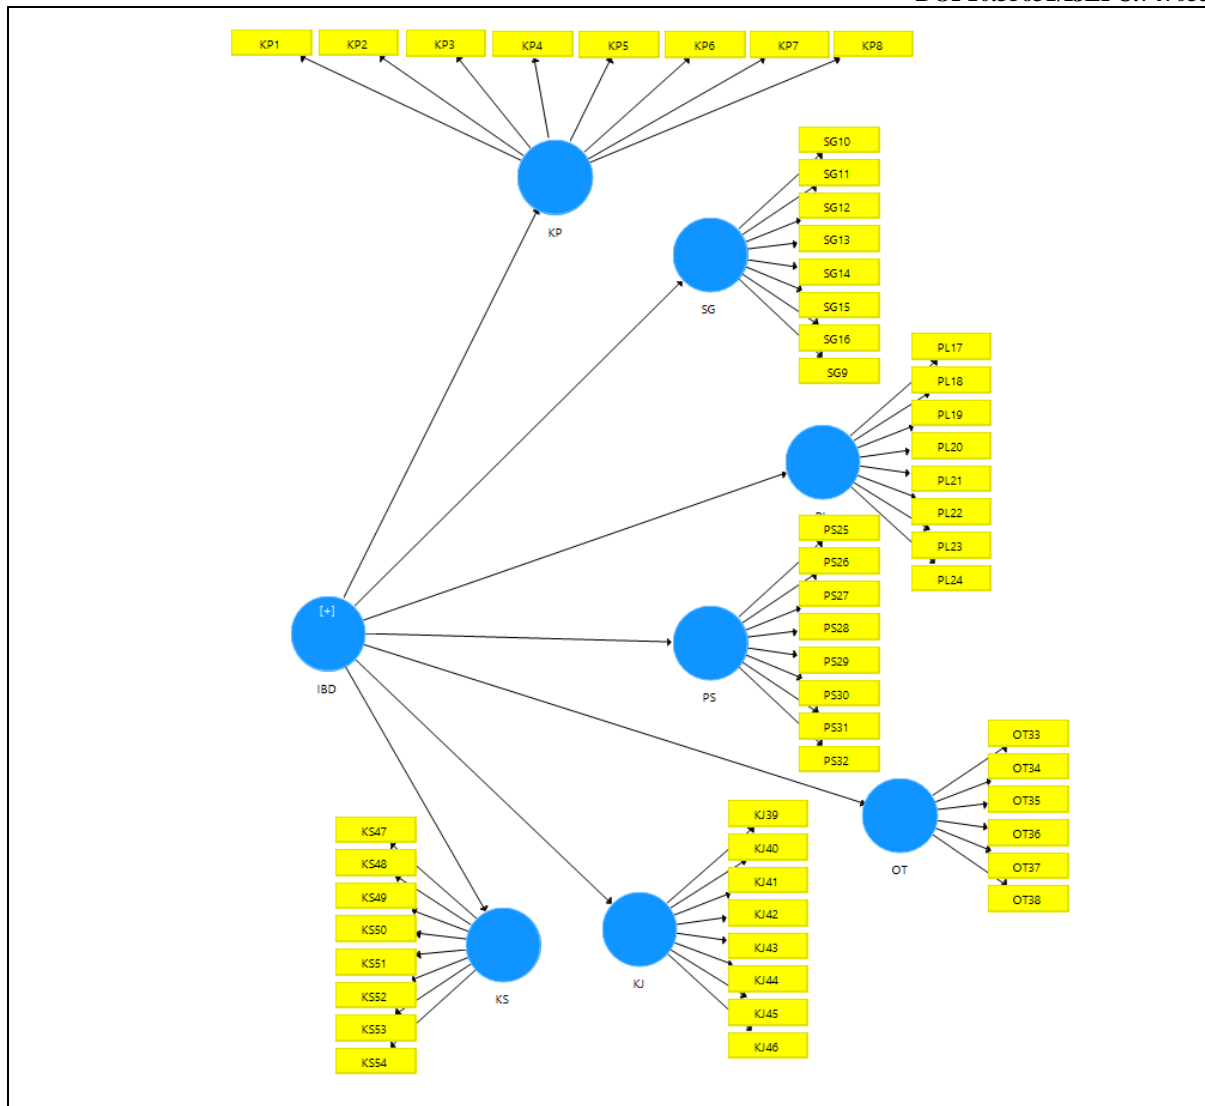 KP1 KP2 KP3 KP4 KP5 KP6 KP7 KP8
KP
SG10
SG11
SG12
SG13
SG14
SG15
SG16
SG9
SG
PL17
PL18
PL19
PL20
PL21
PL22
PL23
PL24
PS25
PS26
PS27
PS28
PS29
PS30
PS31
PS32
PS
[+]
IBD
OT33
OT34
OT35
OT36
OT37
OT38
OT
KJ39
KJ40
KJ41
KJ42
KJ43
KJ44
KJ45
KJ46
KJ
KS47
KS48
KS49
KS50
KS51
KS52
KS53
KS54
KS